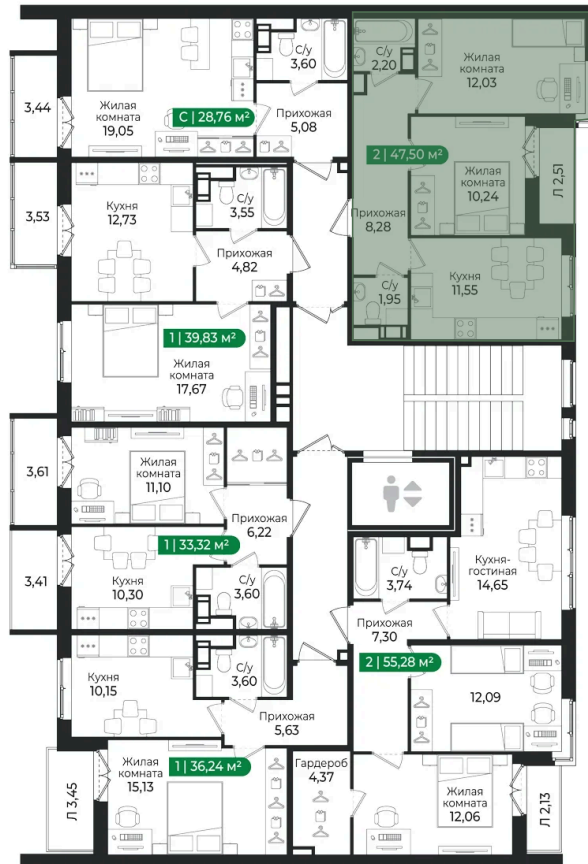 3,44
Жилая
комната
19,05
С | 28,76 м²
С/у
3,60
Прихожая
5,08
С/у
2,20
Жилая
комната
12,03
2 | 47,50 м²
Жилая
комната
10,24
Л 2,51
Прихожая
8,28
С/у
1,95
Кухня
11,55
3,53
Кухня
12,73
С/у
3,55
Прихожая
4,82
1 | 39,83 м²
Жилая
комната
17,67
3,61
Жилая
комната
11,10
Прихожая
6,22
1 | 33,32 м²
3,41
Кухня
10,30
С/у
3,60
С/у
3,74
Кухня-
гостиная
14,65
Прихожая
7,30
2 | 55,28 м²
12,09
Кухня
10,15
С/у
3,60
Прихожая
5,63
Л 3,45
Жилая
комната
15,13
1 | 36,24 м²
Гардероб
4,37
Жилая
комната
12,06
Л 2,13